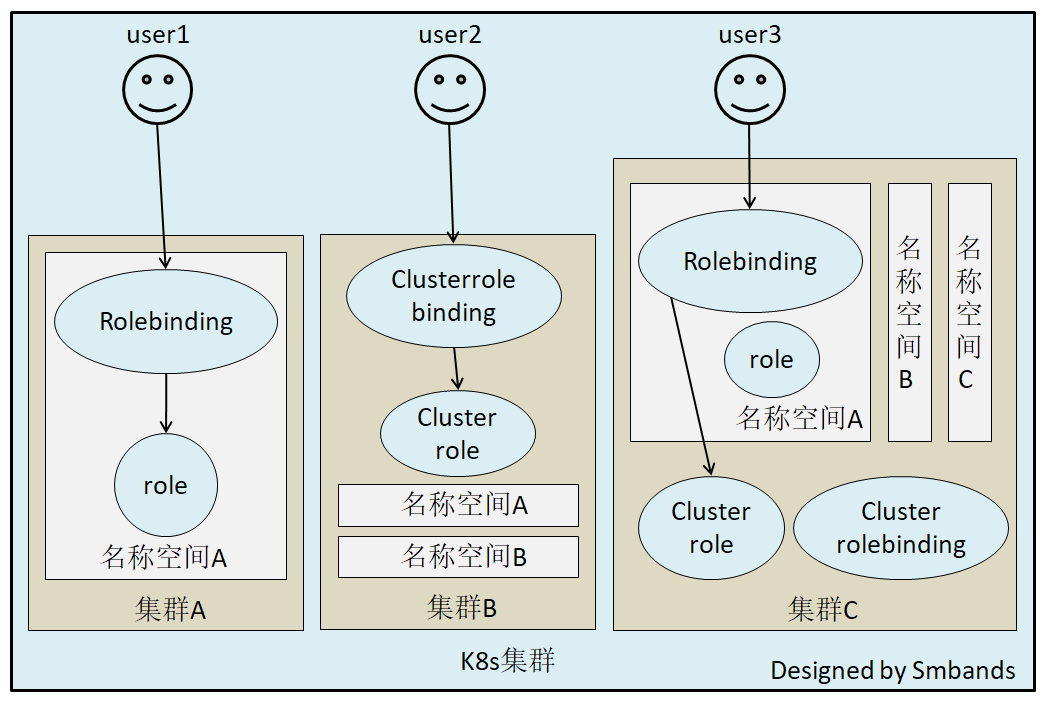 user1
user2
user3
Rolebinding
role
名称空间A
集群A
Clusterrole
binding
Cluster
role
名称空间A
名称空间B
集群B
Rolebinding
role
名称空间A
名称空间B
名称空间C
Cluster
role
Cluster
rolebinding
集群C
K8s集群
Designed by Smbands